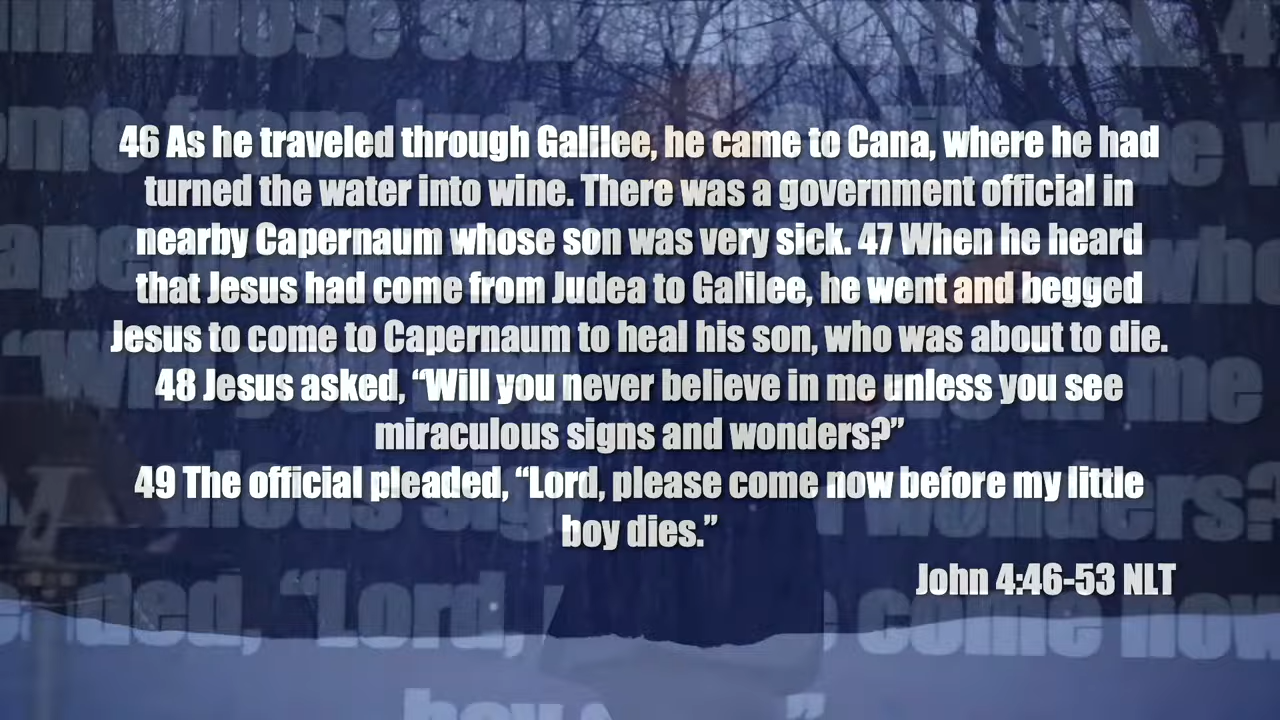 46 As he traveled through Galilee, he came to Cana, where he had
turned the water into wine. There was a government official in
nearby Capernaum whose son was very sick. 47 When he heard
that Jesus had come from Judea to Galilee, he went and begged
Jesus to come to Capernaum to heal his son, who was about to die.
48 Jesus asked, “Will you never believe in me unless you see
miraculous signs and wonders?”
49 The official pleaded, “Lord, please come now before my little
boy dies.”
John 4:46-53 NLT